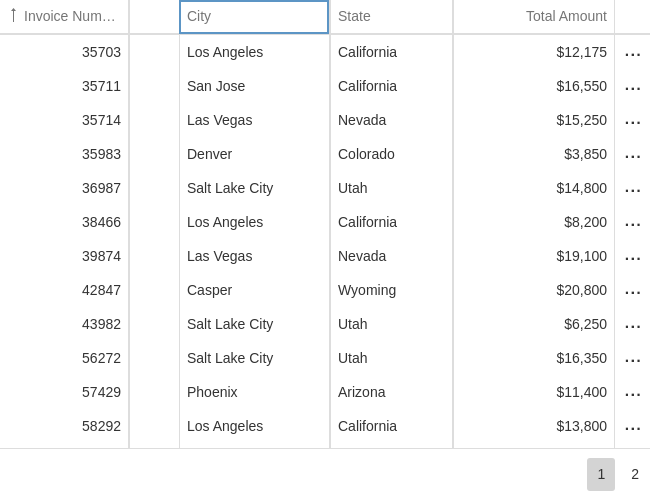 ↑ Invoice Num… City State Total Amount
35703 Los Angeles California $12,175 ...
35711 San Jose California $16,550 ...
35714 Las Vegas Nevada $15,250 ...
35983 Denver Colorado $3,850 ...
36987 Salt Lake City Utah $14,800 ...
38466 Los Angeles California $8,200 ...
39874 Las Vegas Nevada $19,100 ...
42847 Casper Wyoming $20,800 ...
43982 Salt Lake City Utah $6,250 ...
56272 Salt Lake City Utah $16,350 ...
57429 Phoenix Arizona $11,400 ...
58292 Los Angeles California $13,800 ...
1 2